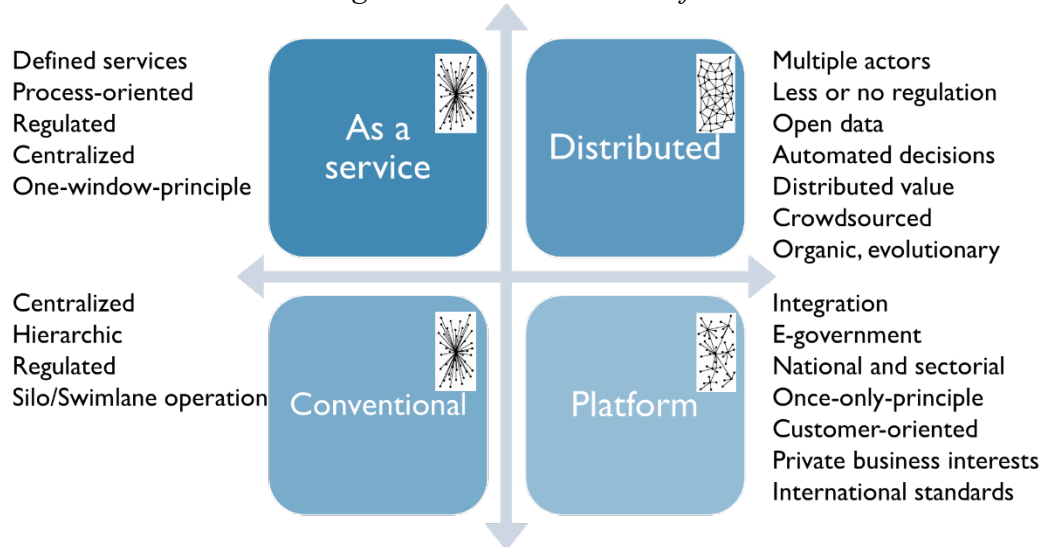 Defined services
Process-oriented
Regulated
Centralized
One-window-principle
As a
service
Distributed
Multiple actors
Less or no regulation
Open data
Automated decisions
Distributed value
Crowdsourced
Organic, evolutionary
Centralized
Hierarchic
Regulated
Silo/Swimlane operation
Conventional
Platform
Integration
E-government
National and sectorial
Once-only-principle
Customer-oriented
Private business interests
International standards